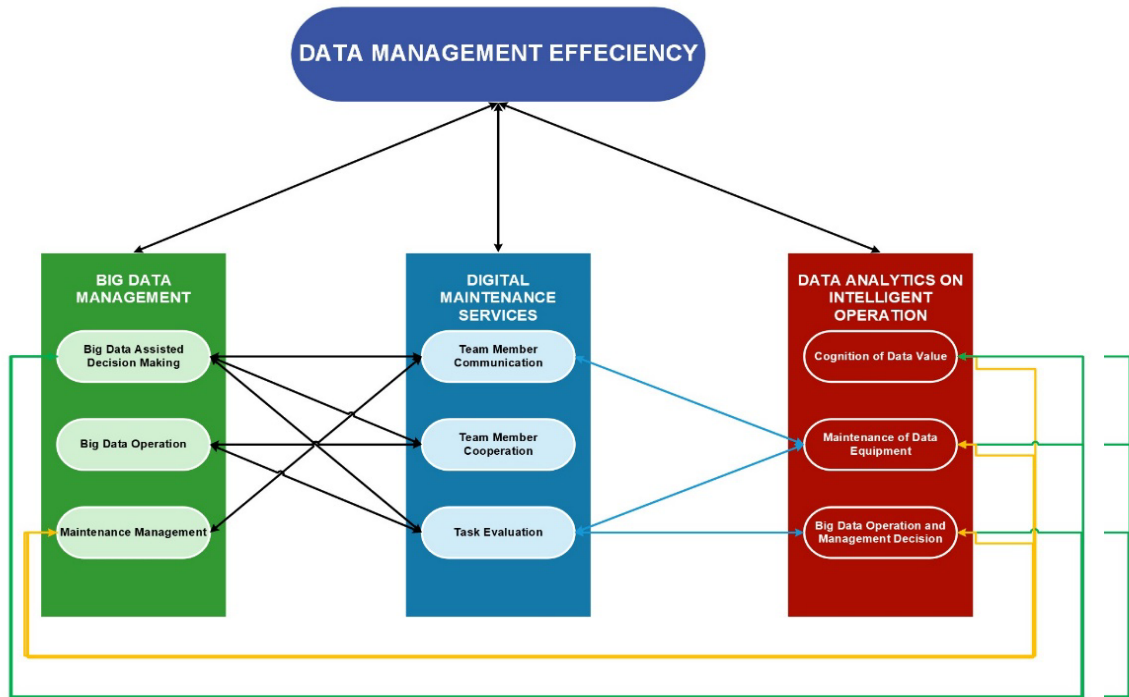 DATA MANAGEMENT EFFECIENCY
BIG DATA
MANAGEMENT
Big Data Assisted
Decision Making
Big Data Operation
Maintenance Management
DIGITAL
MAINTENANCE
SERVICES
Team Member
Communication
Team Member
Cooperation
Task Evaluation
DATA ANALYTICS ON
INTELLIGENT
OPERATION
Cognition of Data Value
Maintenance of Data
Equipment
Big Data Operation and
Management Decision